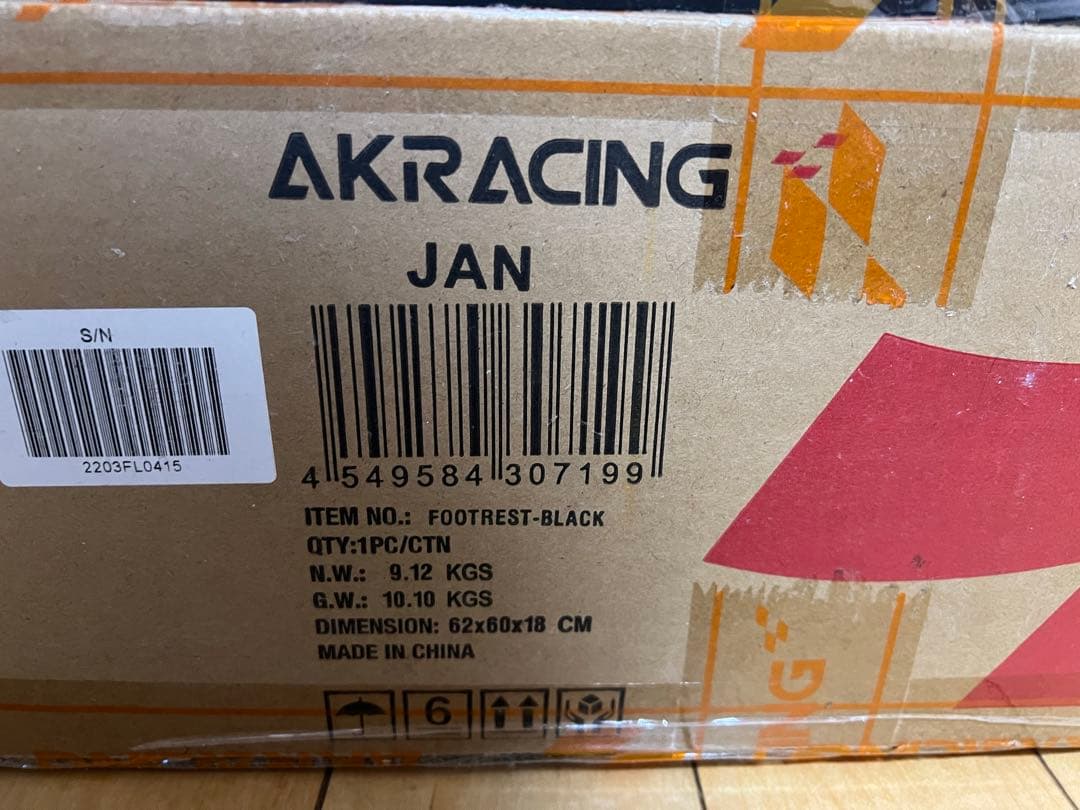 AKRACING
JAN
S/N
2203FL0415
4 549584 307199
ITEM NO.: FOOTREST-BLACK
QTY:1PC/CTN
N.W.: 9.12 KGS
G.W.: 10.10 KGS
DIMENSION: 62x60x18 CM
MADE IN CHINA
6
NG